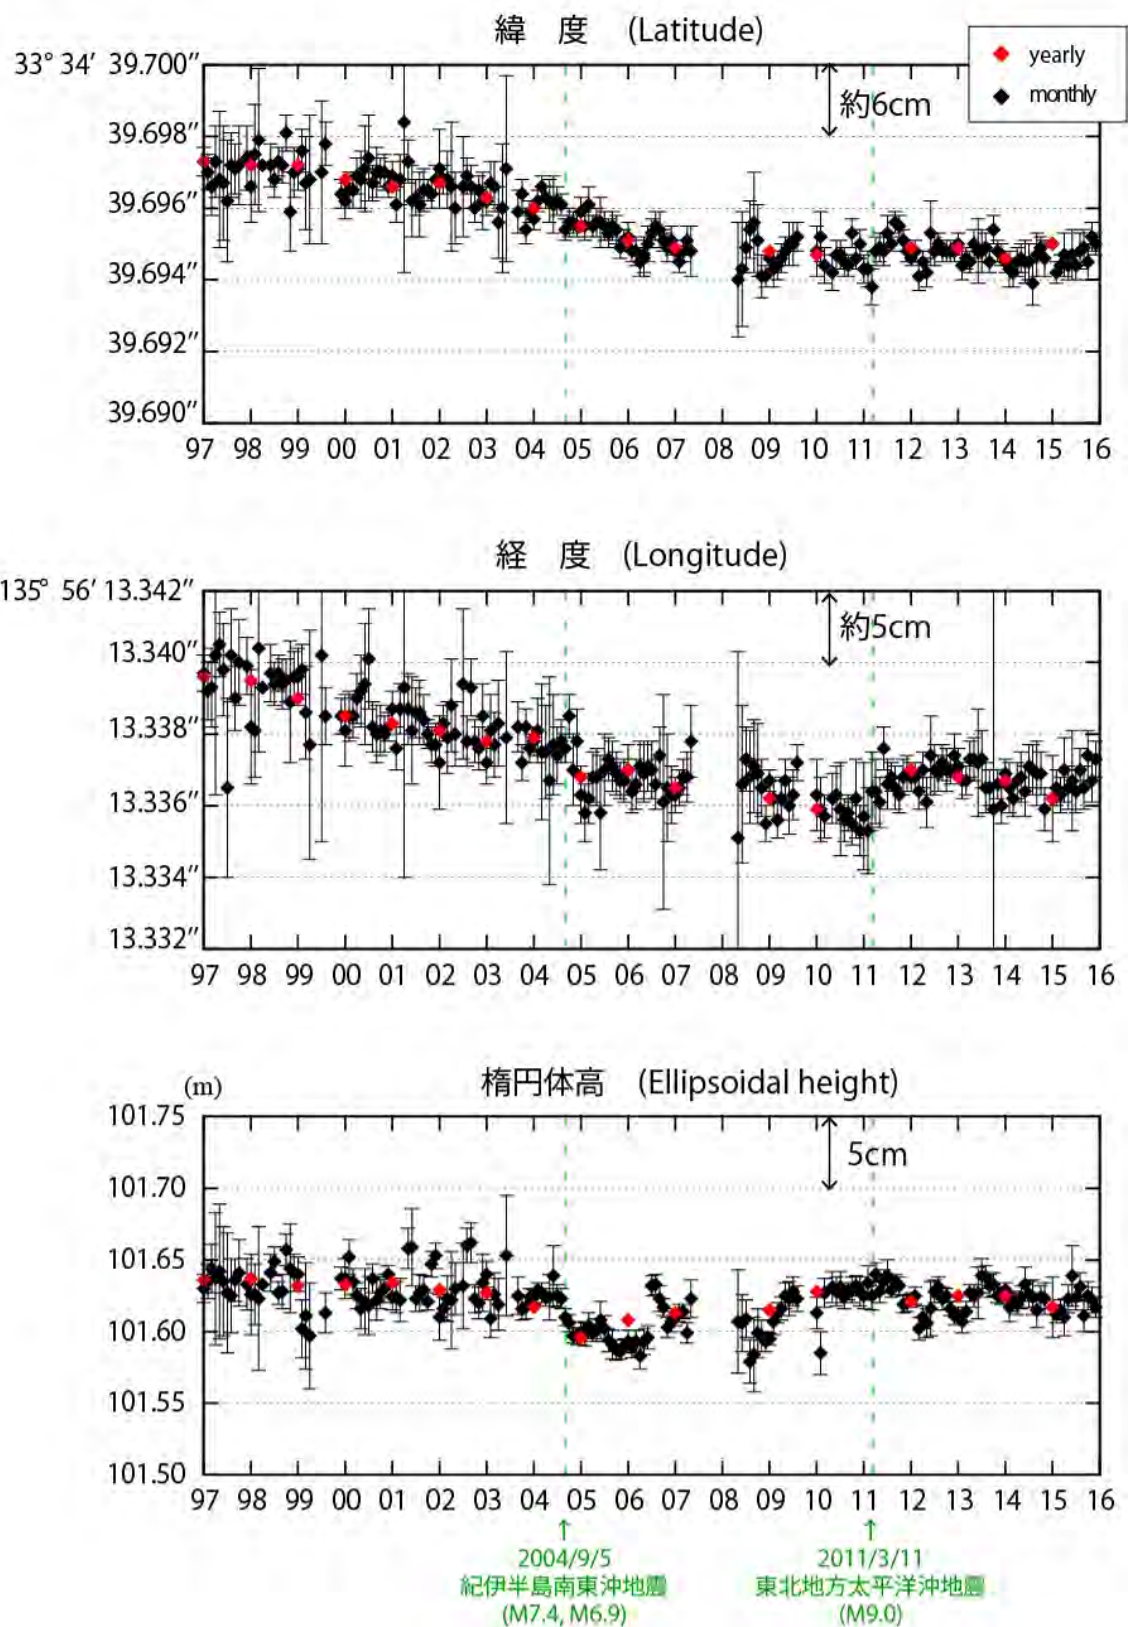 緯 度 (Latitude)
yearly
monthly
33° 34′ 39.700″
39.698″
39.696″
39.694″
39.692″
39.690″
約6cm
97 98 99 00 01 02 03 04 05 06 07 08 09 10 11 12 13 14 15 16
経 度 (Longitude)
135° 56′ 13.342″
13.340″
13.338″
13.336″
13.334″
13.332″
約5cm
97 98 99 00 01 02 03 04 05 06 07 08 09 10 11 12 13 14 15 16
(m)
楕円体高 (Ellipsoidal height)
101.75
101.70
101.65
101.60
101.55
101.50
5cm
97 98 99 00 01 02 03 04 05 06 07 08 09 10 11 12 13 14 15 16
↑
2004/9/5
紀伊半島南東沖地震
(M7.4, M6.9)
↑
2011/3/11
東北地方太平洋沖地震
(M9.0)